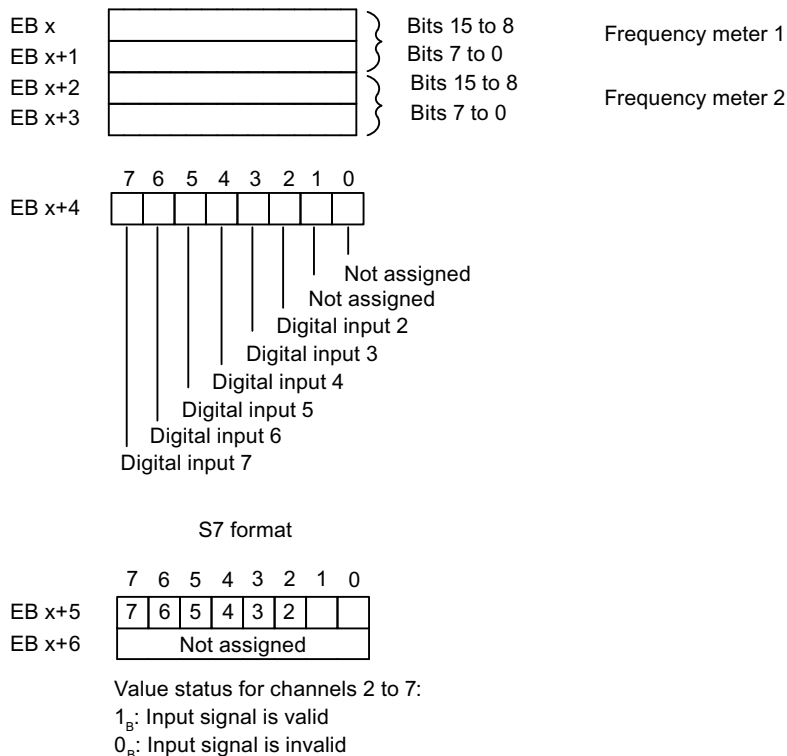 EB x Bits 15 to 8 Frequency meter 1
EB x+1 Bits 7 to 0
EB x+2 Bits 15 to 8 Frequency meter 2
EB x+3 Bits 7 to 0
7 6 5 4 3 2 1 0
EB x+4
Not assigned
Not assigned
Digital input 2
Digital input 3
Digital input 4
Digital input 5
Digital input 6
Digital input 7
S7 format
7 6 5 4 3 2 1 0
EB x+5 7 6 5 4 3 2
EB x+6 Not assigned
Value status for channels 2 to 7:
1B: Input signal is valid
0B: Input signal is invalid